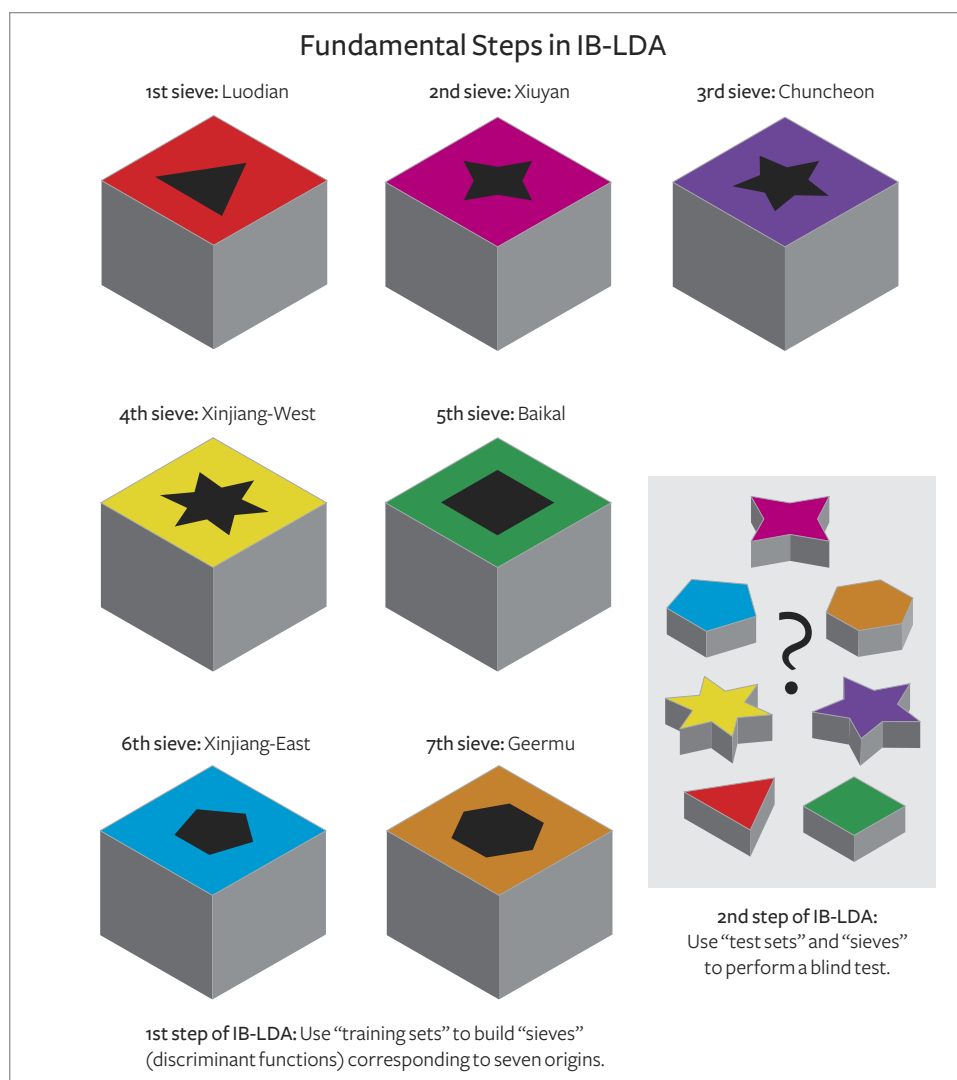 Fundamental Steps in IB-LDA
1st sieve: Luodian
2nd sieve: Xiuyan
3rd sieve: Chuncheon
4th sieve: Xinjiang-West
5th sieve: Baikal
6th sieve: Xinjiang-East
7th sieve: Geermu
?
2nd step of IB-LDA:
Use “test sets” and “sieves”
to perform a blind test.
1st step of IB-LDA: Use “training sets” to build “sieves”
(discriminant functions) corresponding to seven origins.